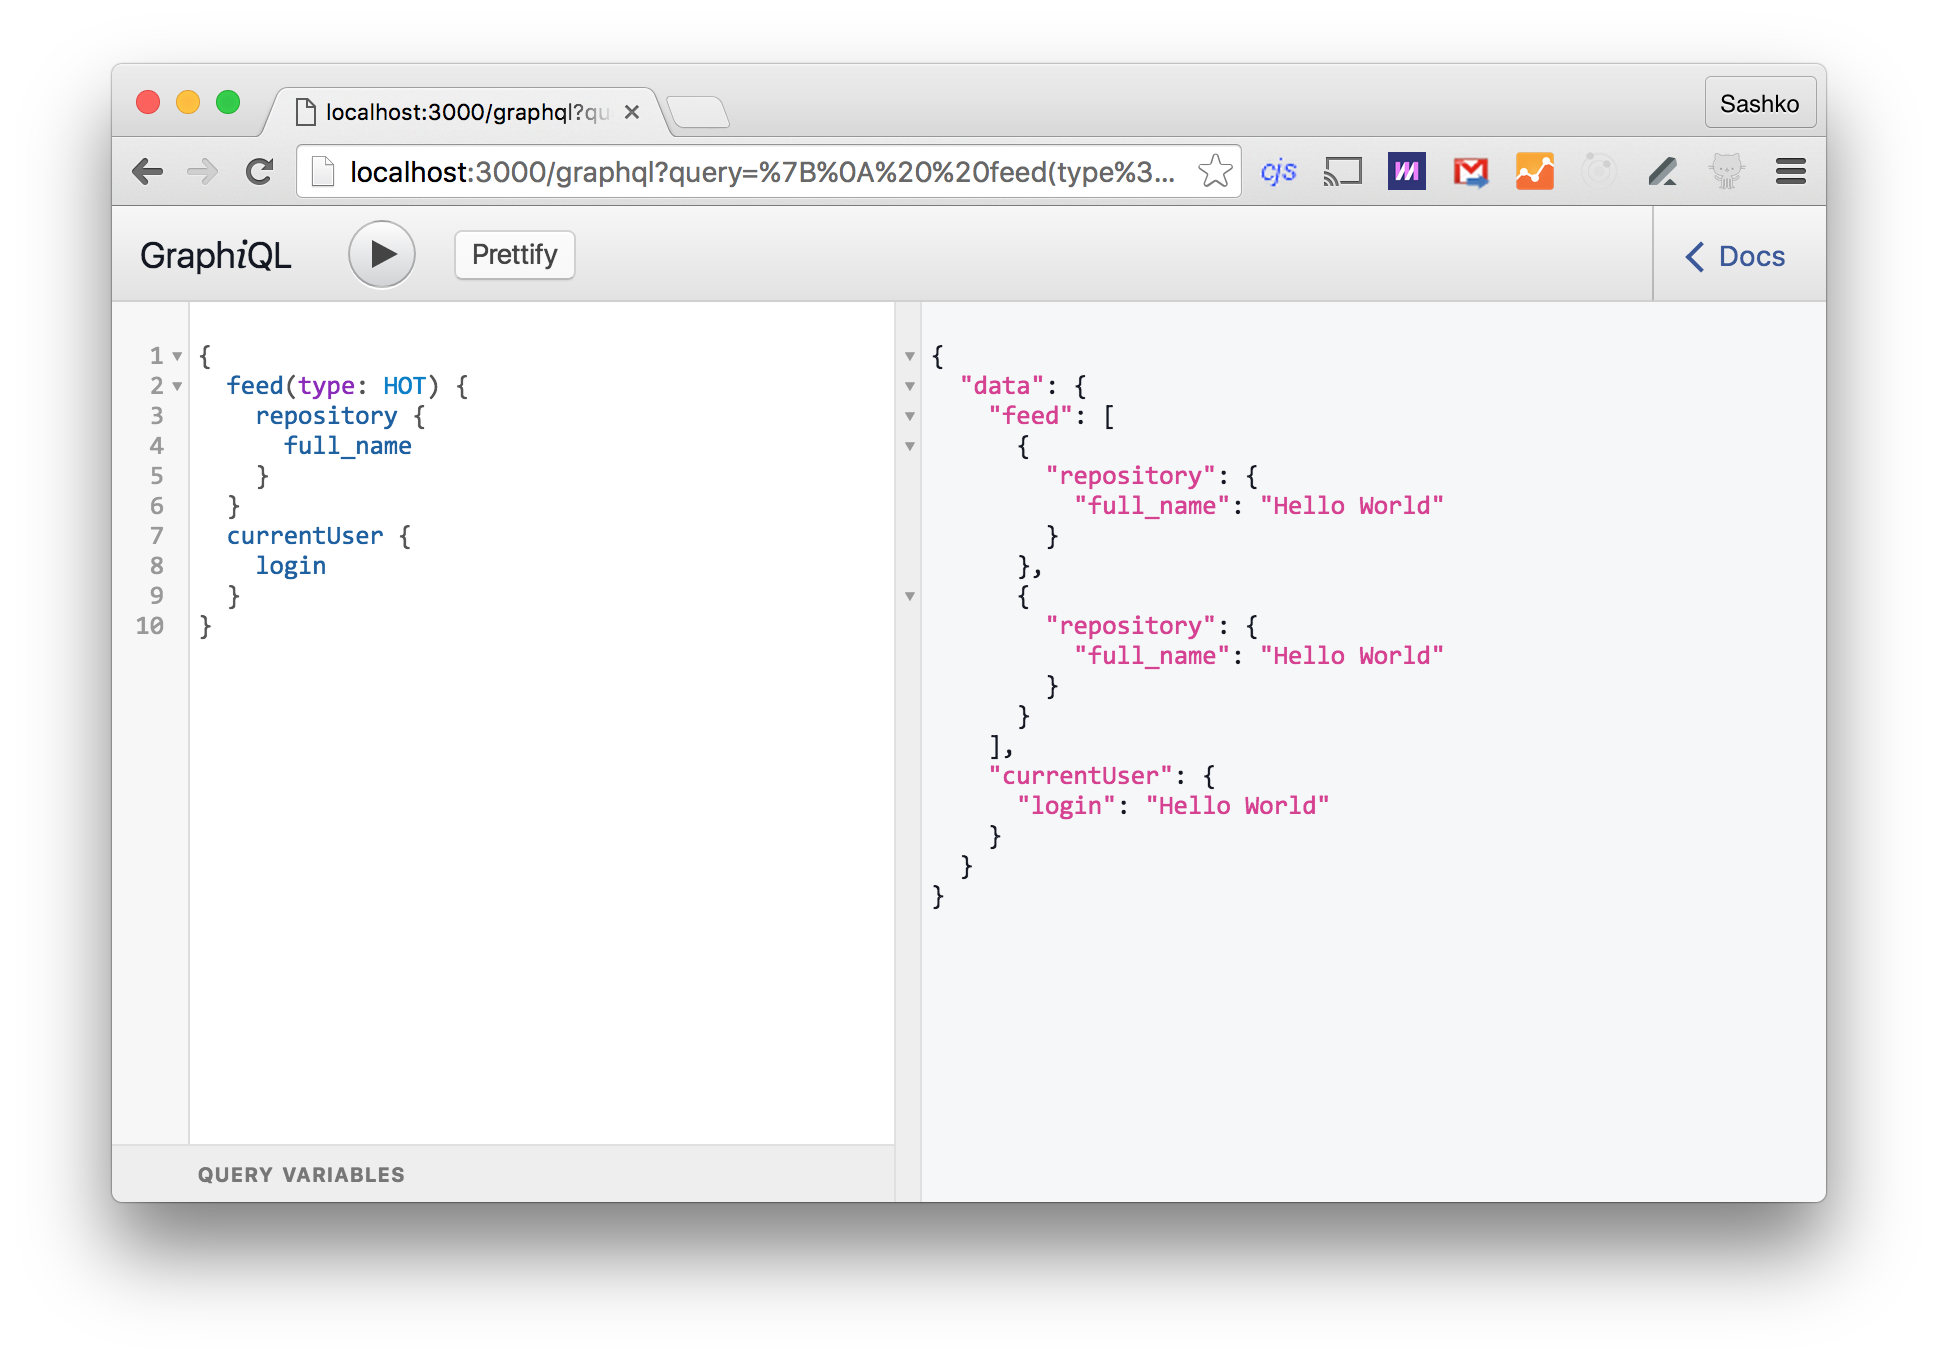 localhost:3000/graphql?qu
Sashko
localhost:3000/graphql?query=%7B%0A%20%20feed(type%3...
cjs
GraphiQL
Prettify
Docs
1 {
2   feed(type: HOT) {
3     repository {
4       full_name
5     }
6   }
7   currentUser {
8     login
9   }
10 }
QUERY VARIABLES
{
  "data": {
    "feed": [
      {
        "repository": {
          "full_name": "Hello World"
        }
      },
      {
        "repository": {
          "full_name": "Hello World"
        }
      }
    ],
    "currentUser": {
      "login": "Hello World"
    }
  }
}